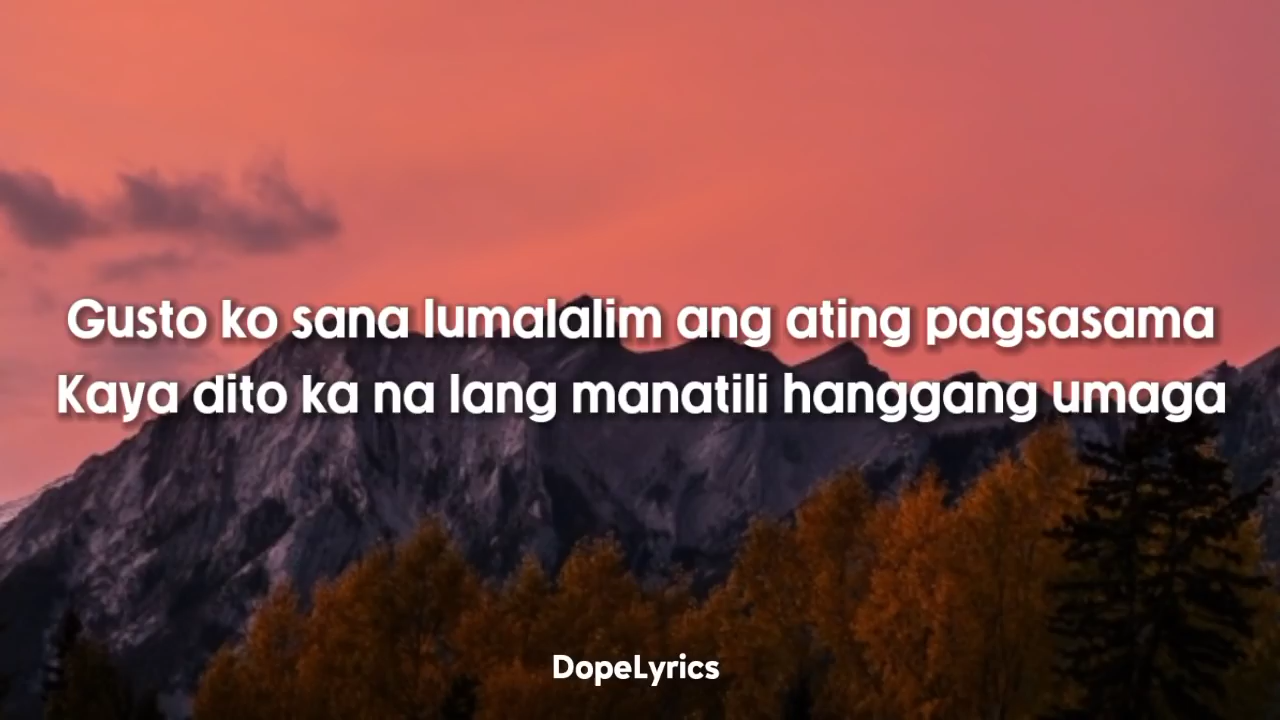 Gusto ko sana lumalalim ang ating pagsasama
Kaya dito ka na lang manatili hanggang umaga
DopeLyrics